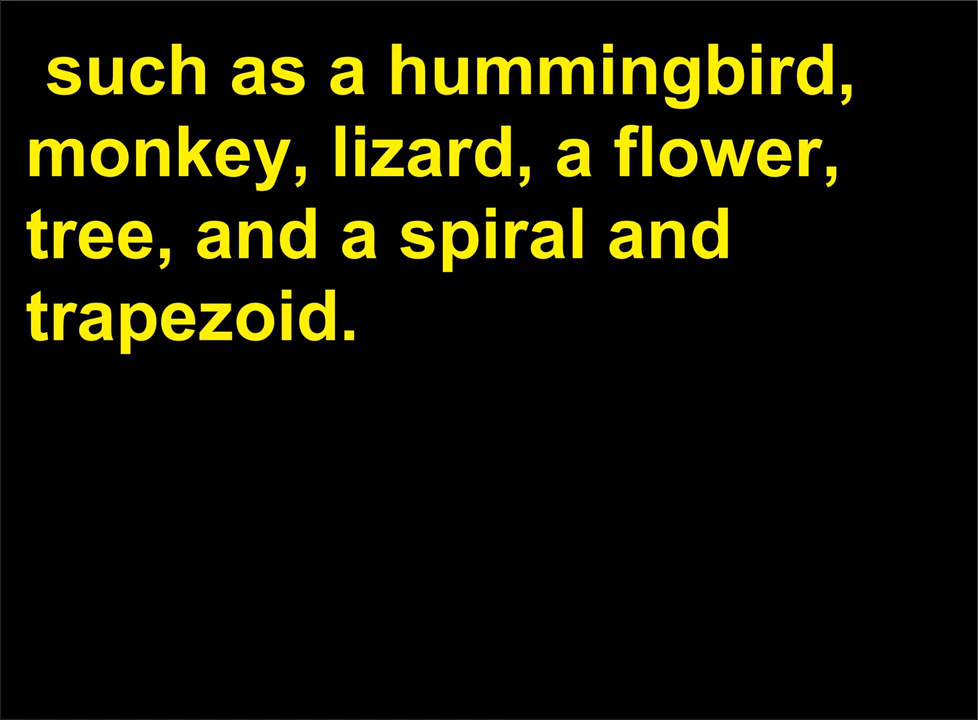 such as a hummingbird,
monkey, lizard, a flower,
tree, and a spiral and
trapezoid.